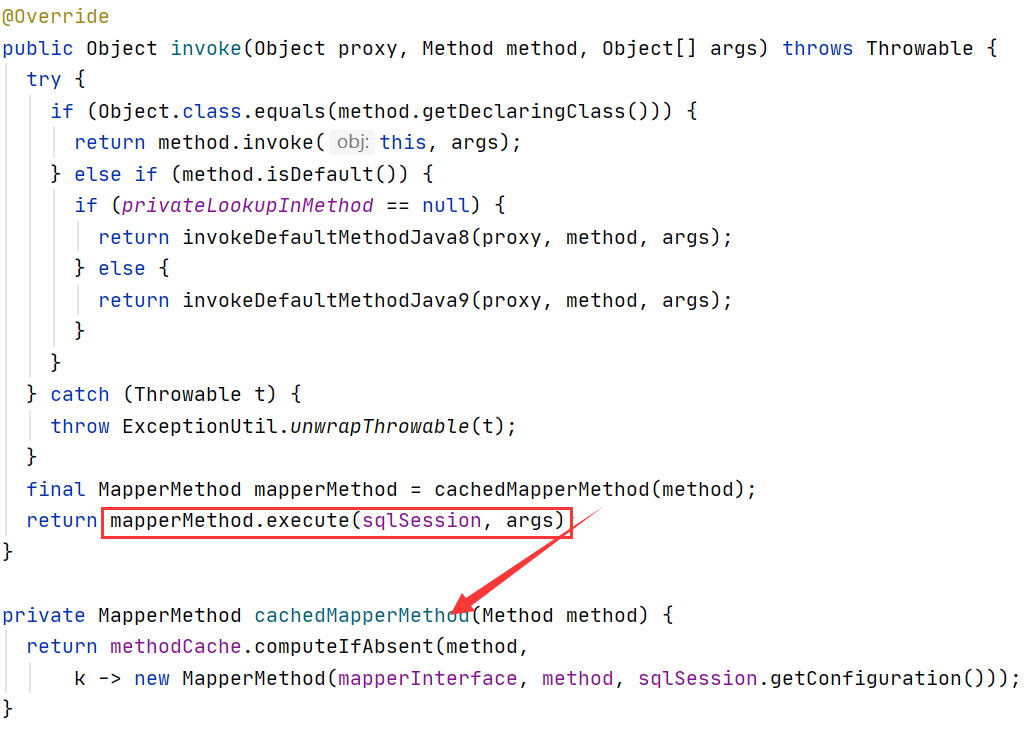 @Override
public Object invoke(Object proxy, Method method, Object[] args) throws Throwable {
  try {
    if (Object.class.equals(method.getDeclaringClass())) {
      return method.invoke( obj: this, args);
    } else if (method.isDefault()) {
      if (privateLookupInMethod == null) {
        return invokeDefaultMethodJava8(proxy, method, args);
      } else {
        return invokeDefaultMethodJava9(proxy, method, args);
      }
    }
  } catch (Throwable t) {
    throw ExceptionUtil.unwrapThrowable(t);
  }
  final MapperMethod mapperMethod = cachedMapperMethod(method);
  return mapperMethod.execute(sqlSession, args)
}

private MapperMethod cachedMapperMethod(Method method) {
  return methodCache.computeIfAbsent(method,
      k -> new MapperMethod(mapperInterface, method, sqlSession.getConfiguration()));
}